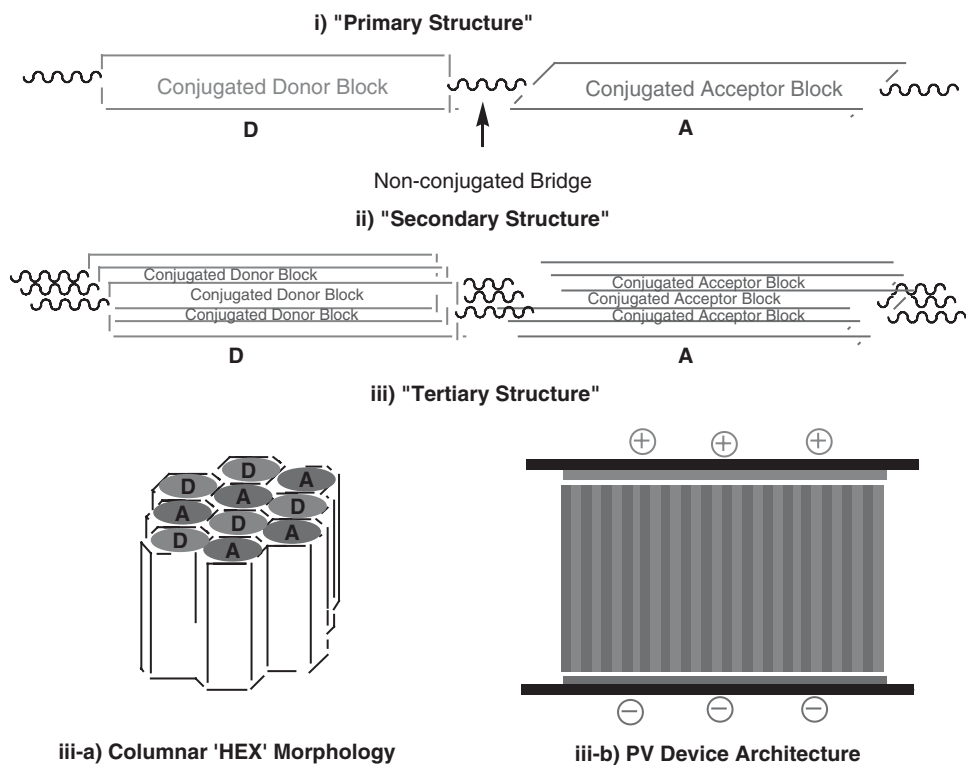 i) "Primary Structure"
Conjugated Donor Block
Conjugated Acceptor Block
D
A
Non-conjugated Bridge
ii) "Secondary Structure"
Conjugated Donor Block
Conjugated Acceptor Block
Conjugated Donor Block
Conjugated Acceptor Block
Conjugated Donor Block
Conjugated Acceptor Block
D
A
iii) "Tertiary Structure"
+ + +
D
D
A
A
A
D
D
D
A
A
− − −
iii-a) Columnar 'HEX' Morphology
iii-b) PV Device Architecture